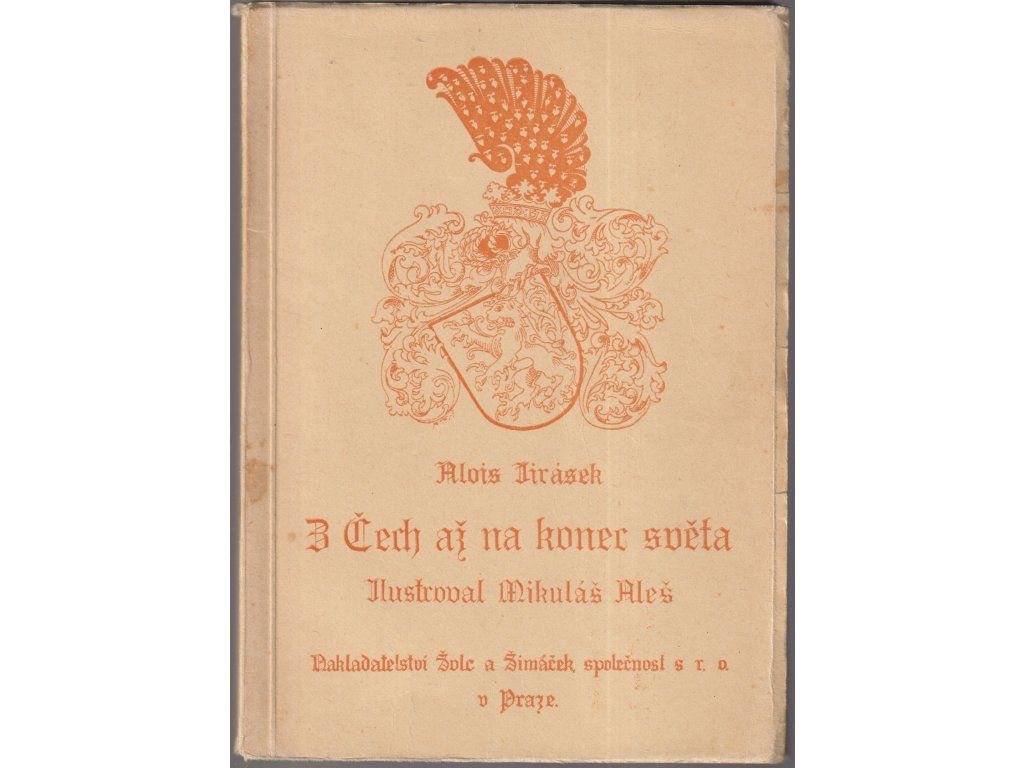 Alois Jirásek
Z Čech až na konec světa
Ilustroval Mikuláš Aleš
Nakladatelství Šolc a Šimáček, společnost s r. o.
v Praze.